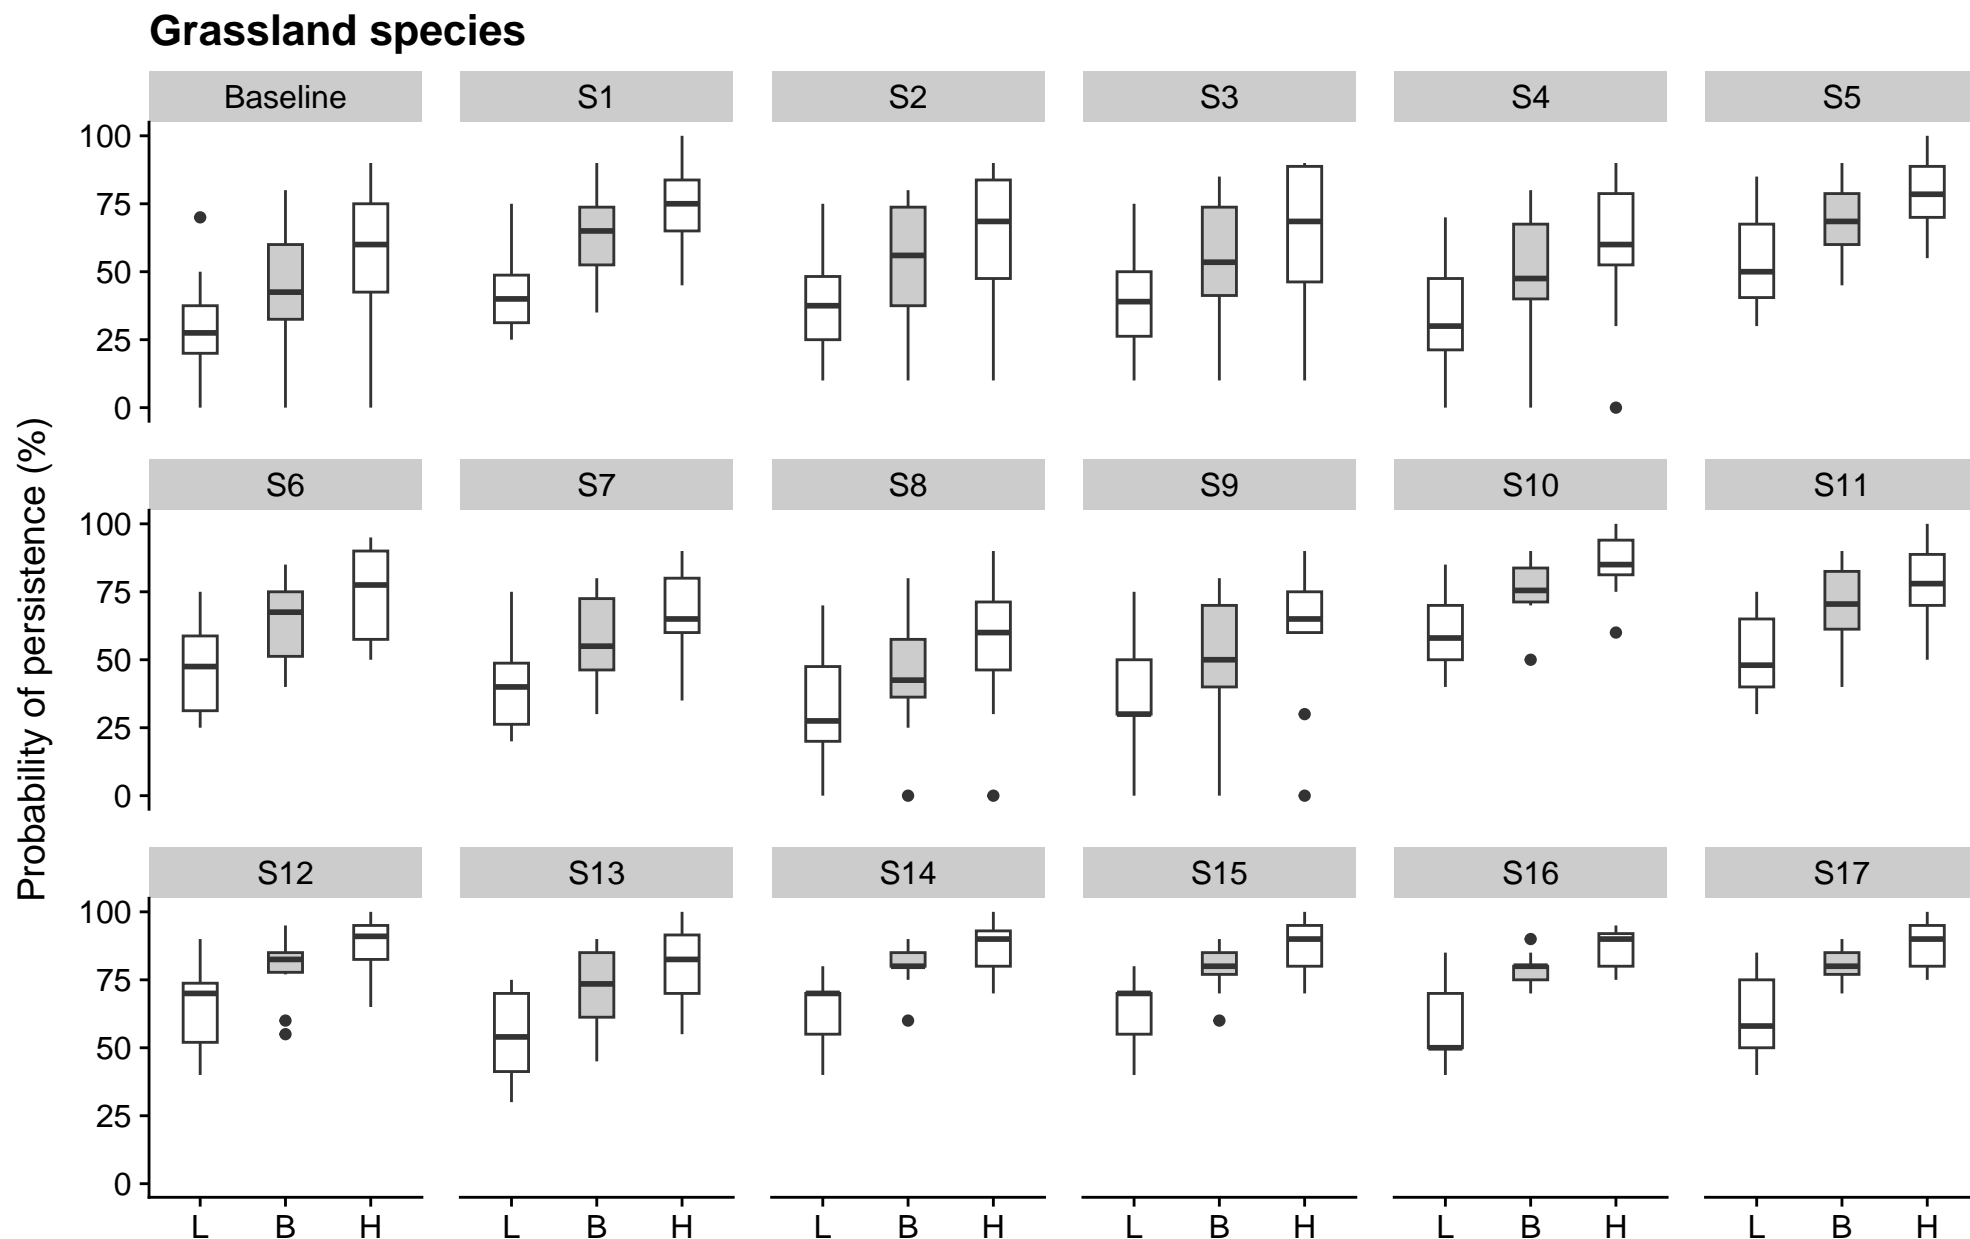 Grassland species
Baseline S1 S2 S3 S4 S5
100
75
50
25
0
S6 S7 S8 S9 S10 S11
100
75
50
25
0
S12 S13 S14 S15 S16 S17
100
75
50
25
0
L B H L B H L B H L B H L B H L B H
Probability of persistence (%)